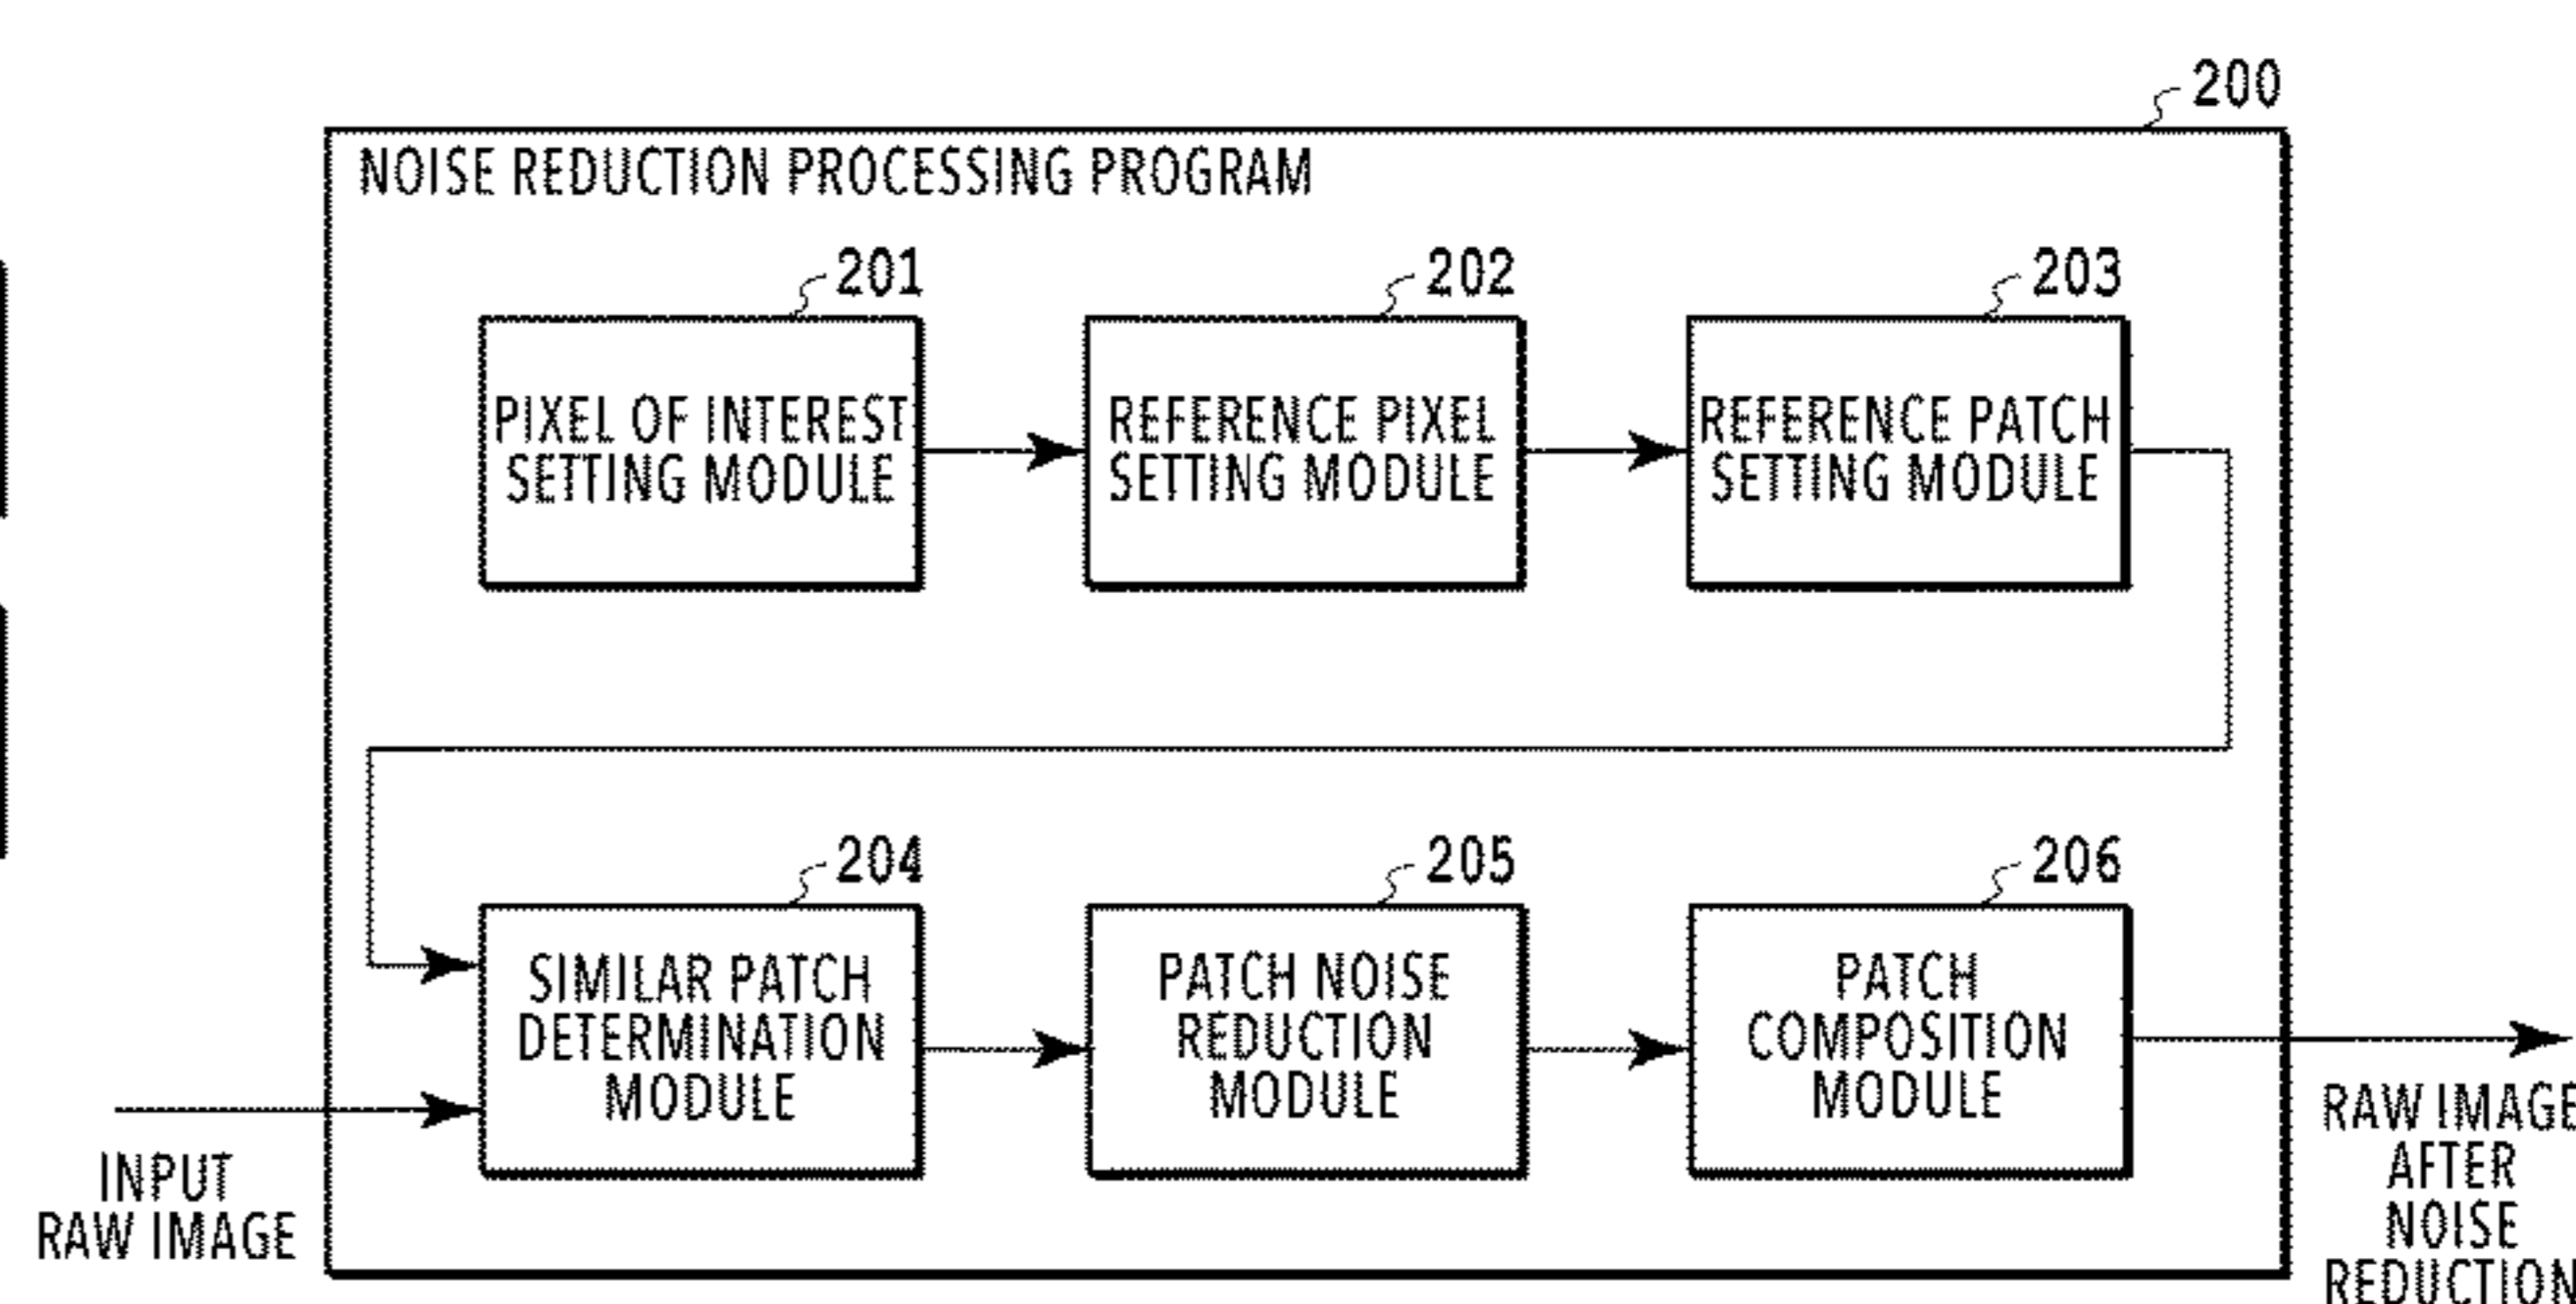 200
NOISE REDUCTION PROCESSING PROGRAM
201
202
203
PIXEL OF INTEREST
SETTING MODULE
REFERENCE PIXEL
SETTING MODULE
REFERENCE PATCH
SETTING MODULE
204
205
206
SIMILAR PATCH
DETERMINATION
MODULE
PATCH NOISE
REDUCTION
MODULE
PATCH
COMPOSITION
MODULE
INPUT
RAW IMAGE
RAW IMAGE
AFTER
NOISE
REDUCTION